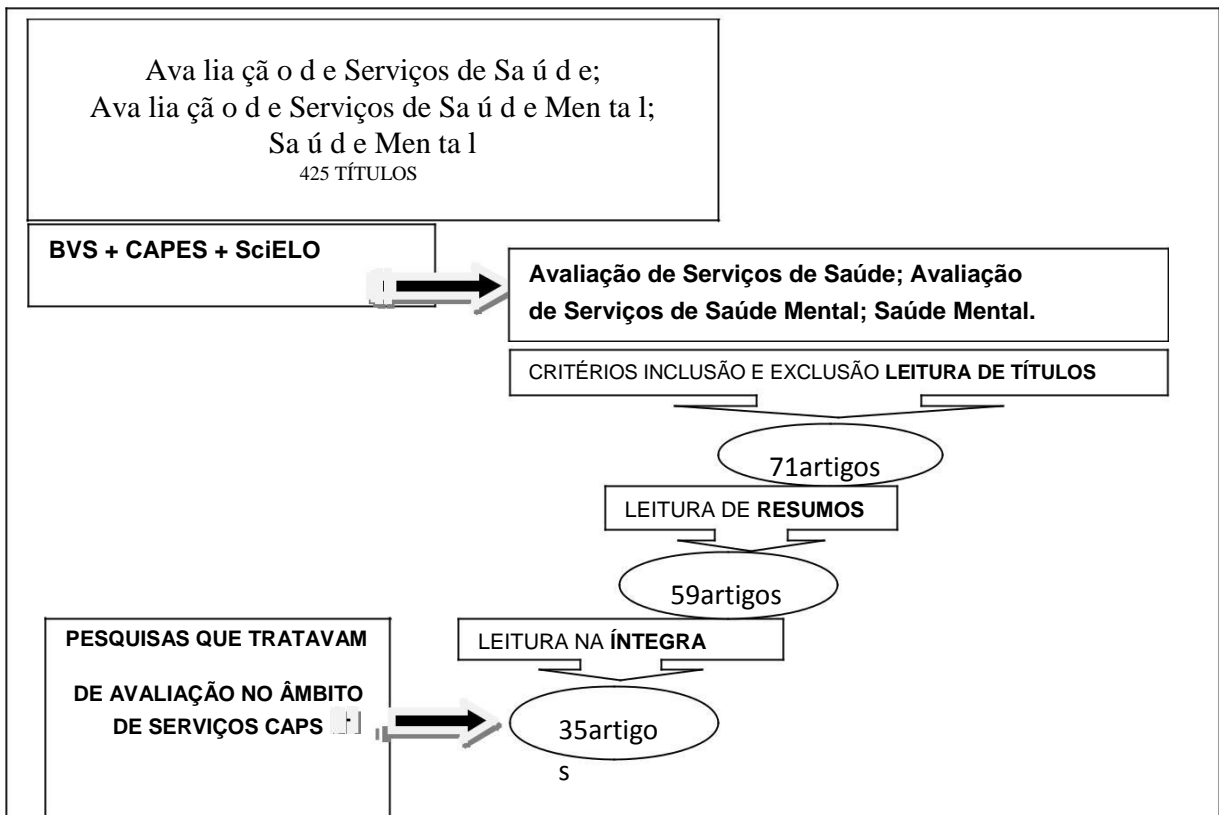 Ava lia çã o d e Serviços de Sa ú d e;
Ava lia çã o d e Serviços de Sa ú d e Men ta l;
Sa ú d e Men ta l
425 TÍTULOS
BVS + CAPES + SciELO
Avaliação de Serviços de Saúde; Avaliação
de Serviços de Saúde Mental; Saúde Mental.
CRITÉRIOS INCLUSÃO E EXCLUSÃO LEITURA DE TÍTULOS
71artigos
LEITURA DE RESUMOS
59artigos
LEITURA NA ÍNTEGRA
PESQUISAS QUE TRATAVAM
DE AVALIAÇÃO NO ÂMBITO
DE SERVIÇOS CAPS
35artigo
s